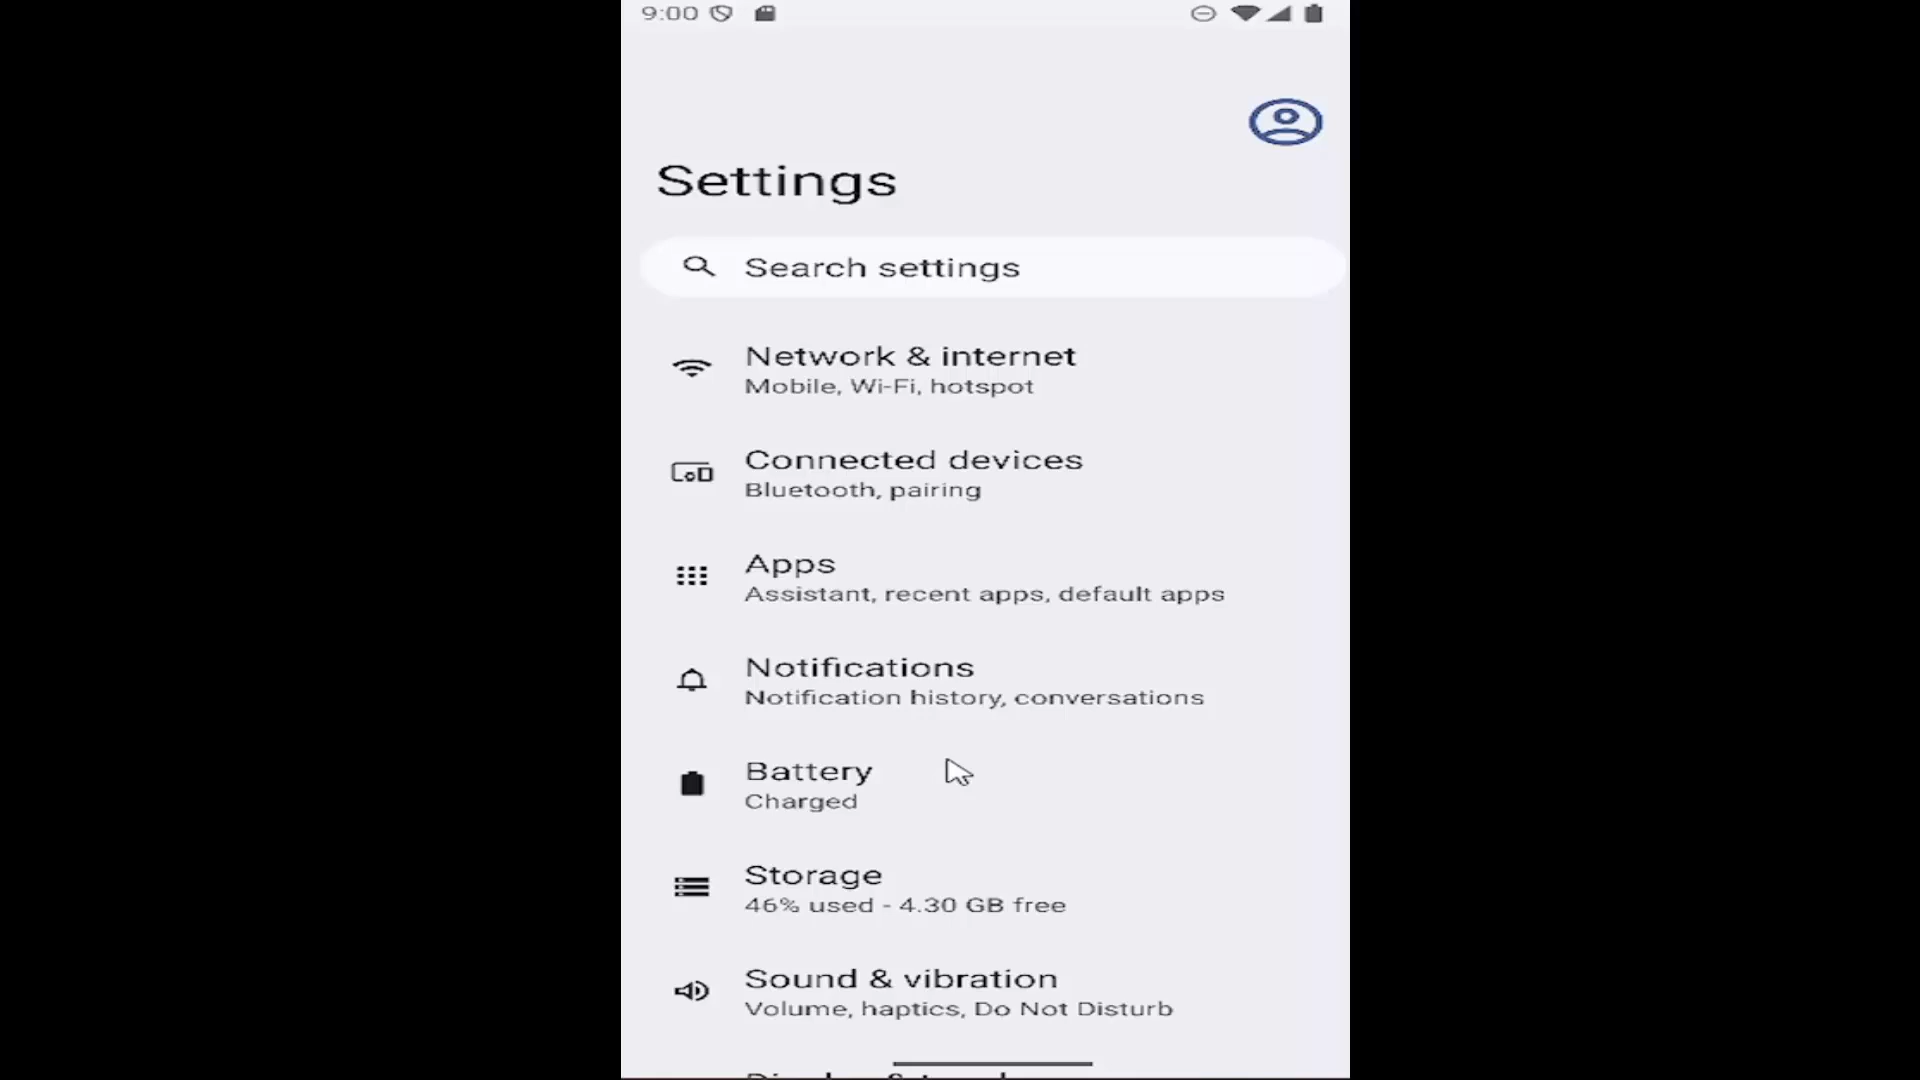 9:00
Settings
Search settings
Network & internet
Mobile, Wi-Fi, hotspot
Connected devices
Bluetooth, pairing
Apps
Assistant, recent apps, default apps
Notifications
Notification history, conversations
Battery
Charged
Storage
46% used - 4.30 GB free
Sound & vibration
Volume, haptics, Do Not Disturb